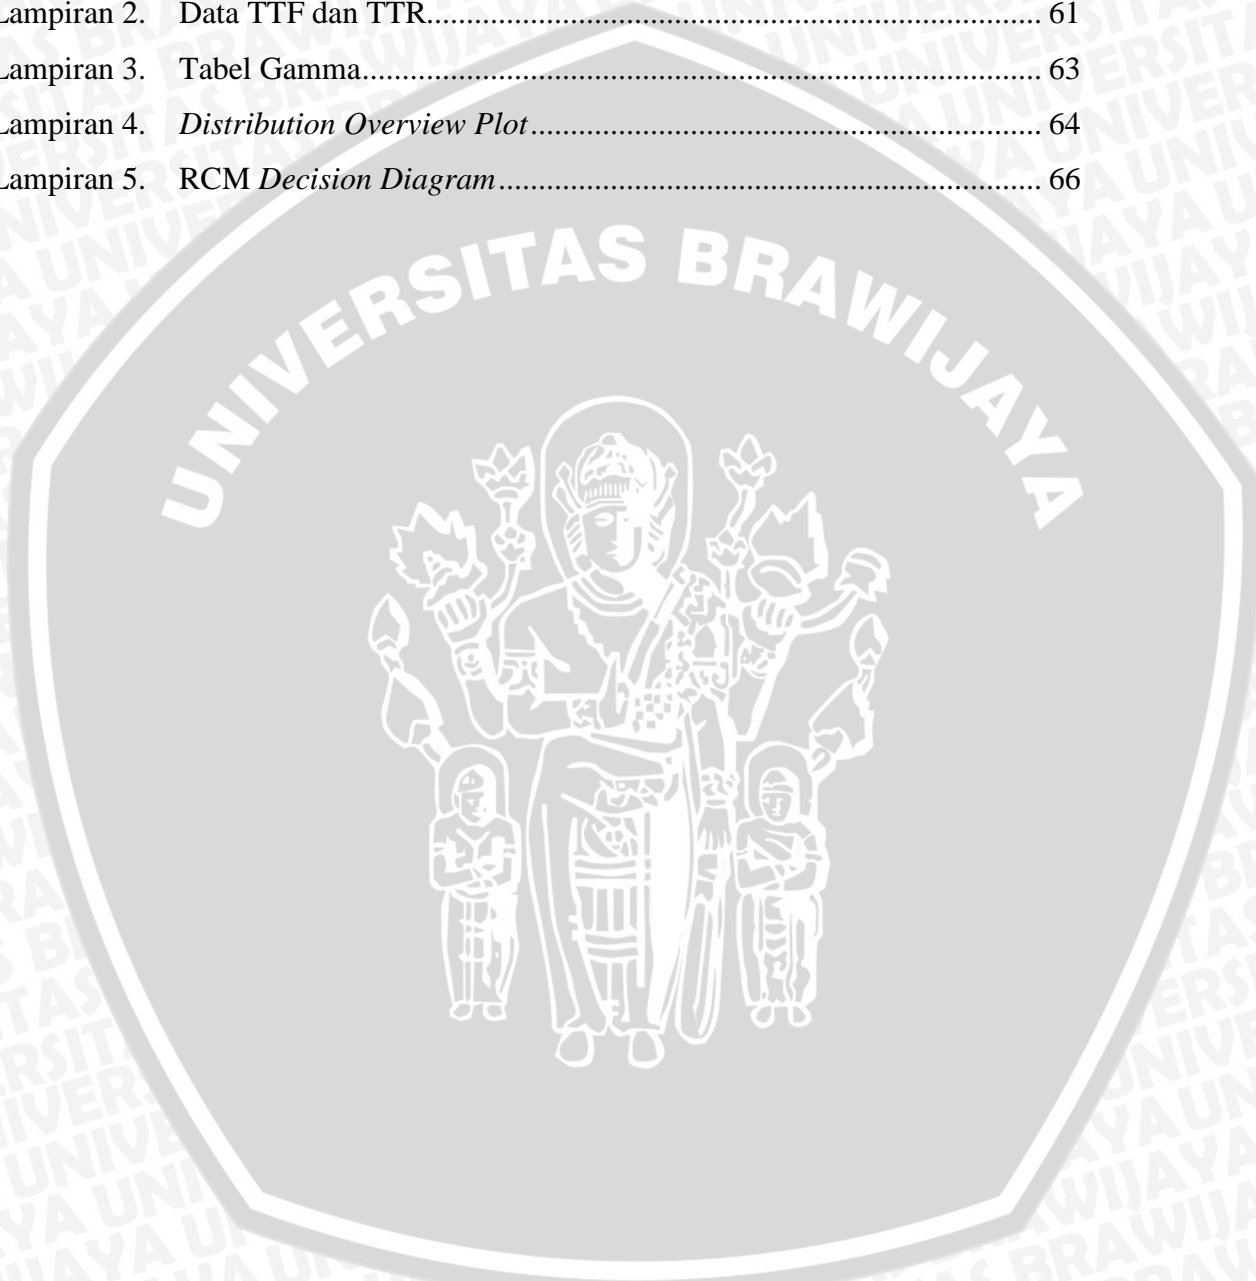 Lampiran 2. Data TTF dan TTR.......................................................................... 61
Lampiran 3. Tabel Gamma.................................................................................. 63
Lampiran 4. Distribution Overview Plot.............................................................. 64
Lampiran 5. RCM Decision Diagram.................................................................. 66
UNIVERSITAS BRAWIJAYA